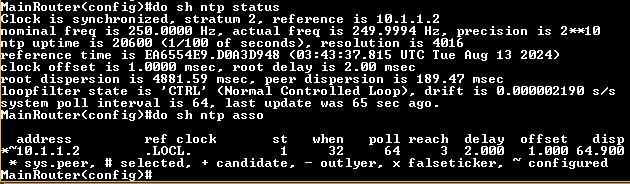 MainRouter(config)#do sh ntp status
Clock is synchronized, stratum 2, reference is 10.1.1.2
nominal freq is 250.0000 Hz, actual freq is 249.9994 Hz, precision is 2**10
ntp uptime is 20600 (1/100 of seconds), resolution is 4016
reference time is EA6554E9.D0A3D948 (03:43:37.815 UTC Tue Aug 13 2024)
clock offset is 1.0000 msec, root delay is 2.00 msec
root dispersion is 4881.59 msec, peer dispersion is 189.47 msec
loopfilter state is 'CTRL' (Normal Controlled Loop), drift is 0.000002190 s/s
system poll interval is 64, last update was 65 sec ago.
MainRouter(config)#do sh ntp asso
address ref clock st when poll reach delay offset disp
*~10.1.1.2 .LOCL. 1 32 64 3 2.000 1.000 64.900
* sys.peer, # selected, + candidate, - outlyer, x falseticker, ~ configured
MainRouter(config)#